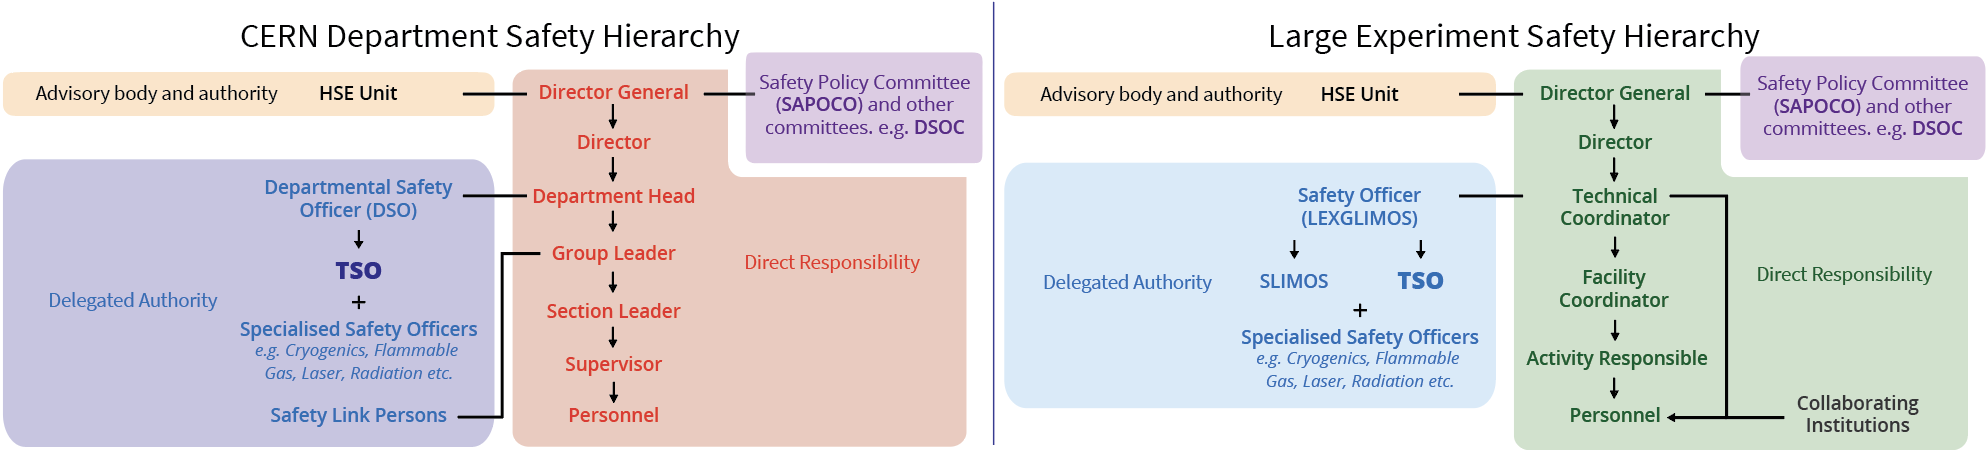 CERN Department Safety Hierarchy
Advisory body and authority HSE Unit
Director General
Safety Policy Committee
(SAPOCO) and other
committees. e.g. DSOC
Director
Departmental Safety
Officer (DSO)
Department Head
TSO
+
Specialised Safety Officers
e.g. Cryogenics, Flammable
Gas, Laser, Radiation etc.
Delegated Authority
Safety Link Persons
Group Leader
Section Leader
Supervisor
Personnel
Direct Responsibility
Large Experiment Safety Hierarchy
Advisory body and authority HSE Unit
Director General
Safety Policy Committee
(SAPOCO) and other
committees. e.g. DSOC
Director
Safety Officer
(LEXGLIMOS)
Technical
Coordinator
SLIMOS TSO
+
Specialised Safety Officers
e.g. Cryogenics, Flammable
Gas, Laser, Radiation etc.
Delegated Authority
Facility
Coordinator
Activity Responsible
Personnel
Direct Responsibility
Collaborating
Institutions